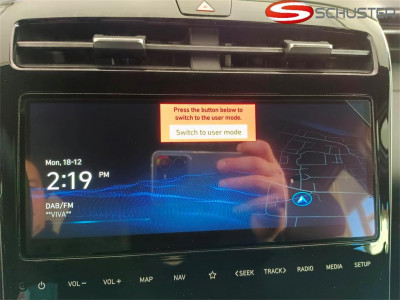 SCHUSTER
Press the button below to
switch to the user mode.
Switch to user mode
Mon, 18-12
2:19 PM
DAB/FM
**VIVA**
VOL− VOL+ MAP NAV <SEEK TRACK> RADIO MEDIA SETUP